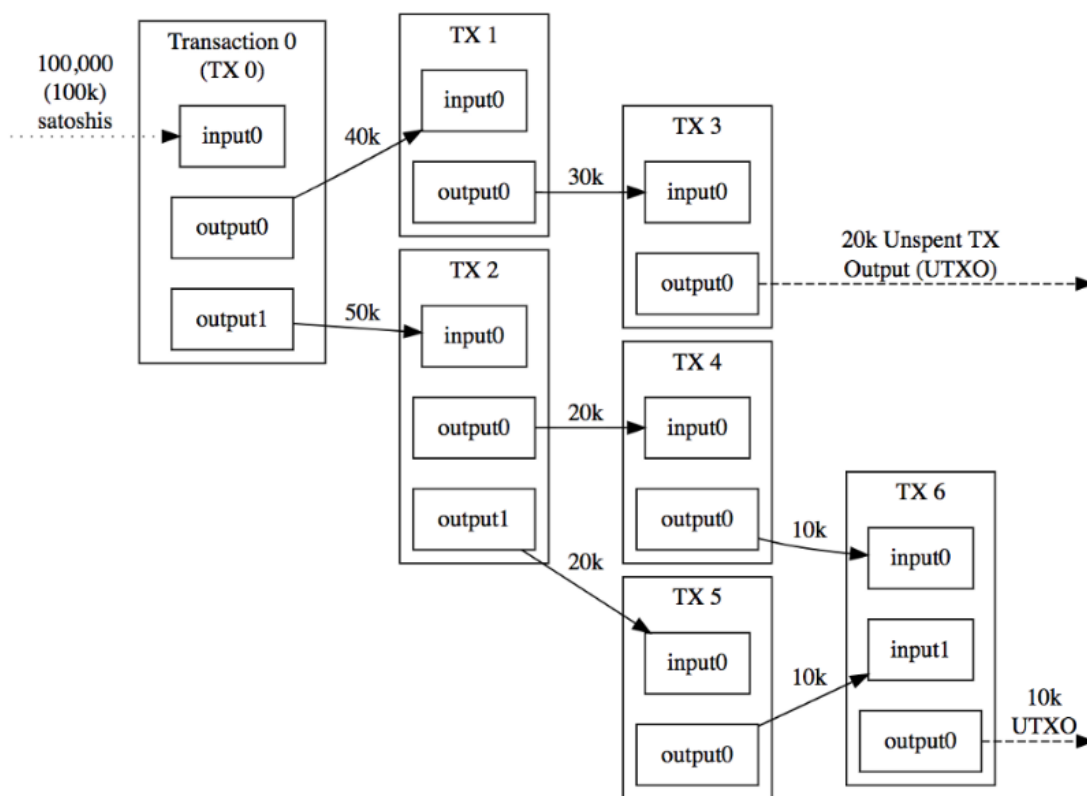 100,000
(100k)
satoshis
Transaction 0
(TX 0)
input0
output0
output1
40k
50k
TX 1
input0
output0
30k
TX 2
input0
output0
output1
20k
20k
TX 3
input0
output0
20k Unspent TX
Output (UTXO)
TX 4
input0
output0
10k
TX 5
input0
output0
10k
TX 6
input0
input1
output0
10k
UTXO